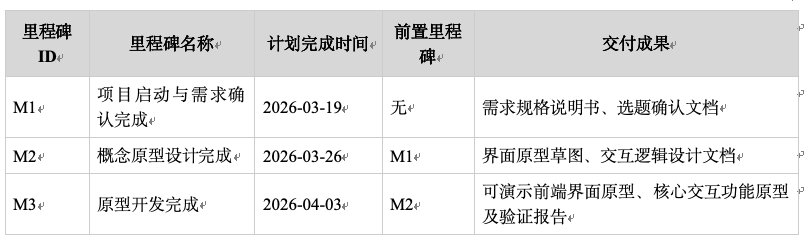 里程碑 ID 里程碑名称 计划完成时间 前置里程碑 交付成果
M1 项目启动与需求确认完成 2026-03-19 无 需求规格说明书、选题确认文档
M2 概念原型设计完成 2026-03-26 M1 界面原型草图、交互逻辑设计文档
M3 原型开发完成 2026-04-03 M2 可演示前端界面原型、核心交互功能原型及验证报告